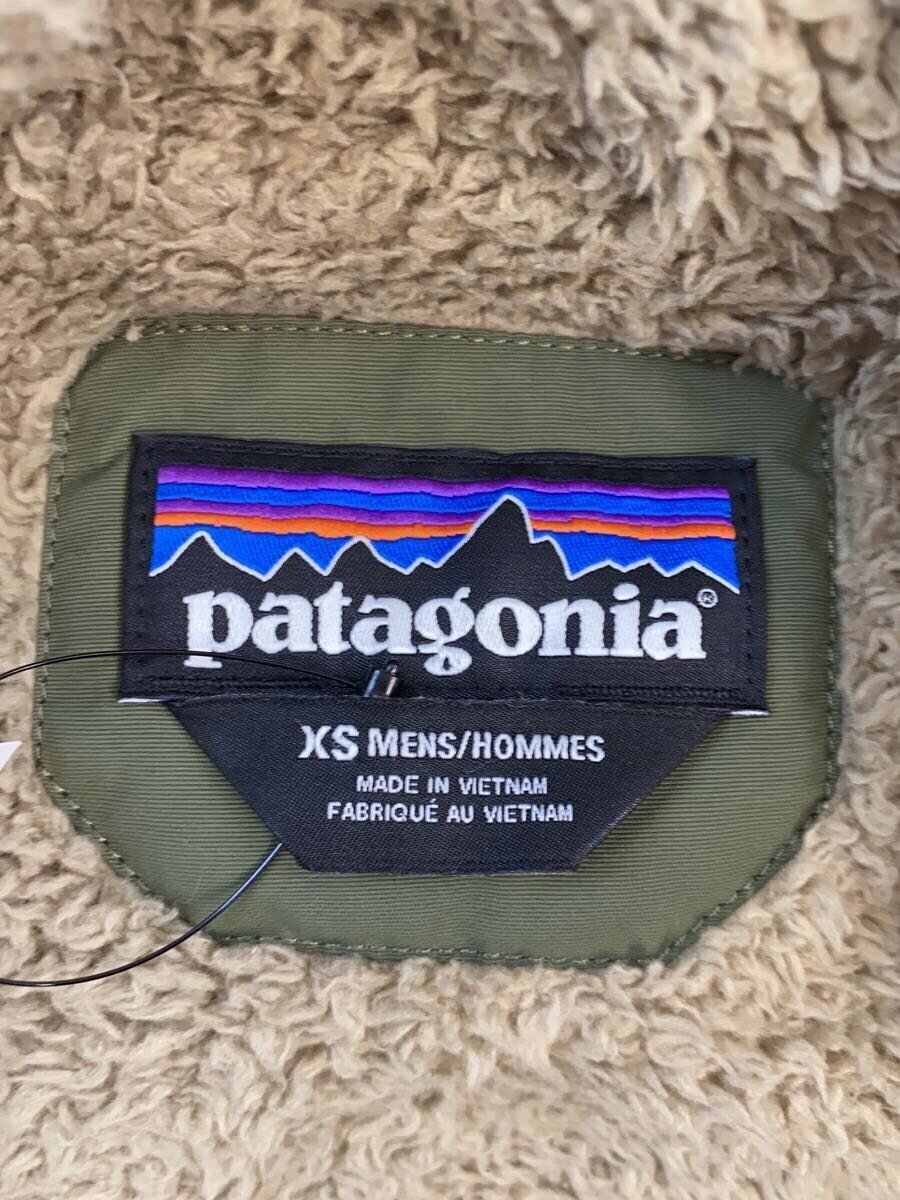 patagonia®
XS MENS/HOMMES
MADE IN VIETNAM
FABRIQUÉ AU VIETNAM